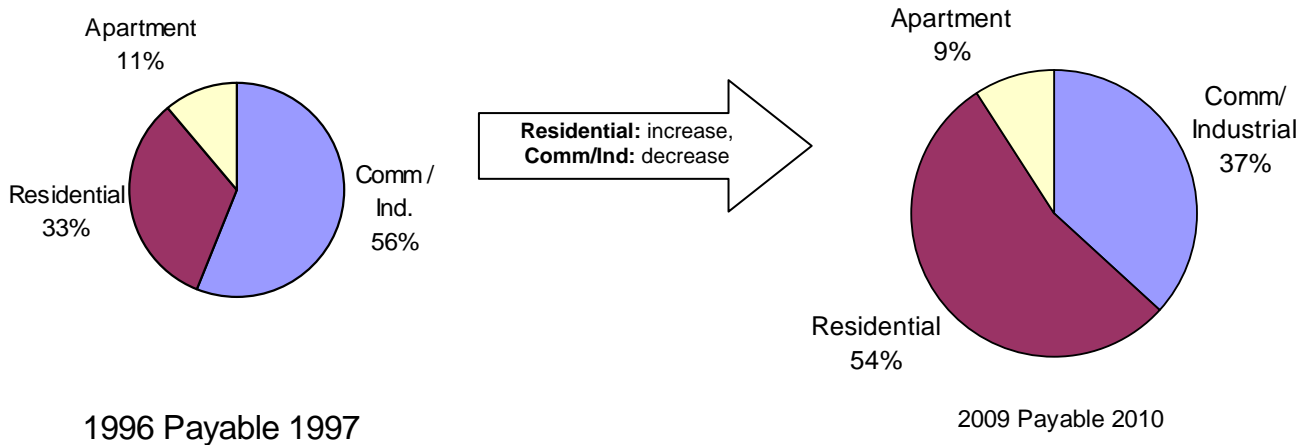 Apartment
11%
Residential
33%
Comm /
Ind.
56%
1996 Payable 1997
Residential: increase,
Comm/Ind: decrease
Apartment
9%
Comm/
Industrial
37%
Residential
54%
2009 Payable 2010